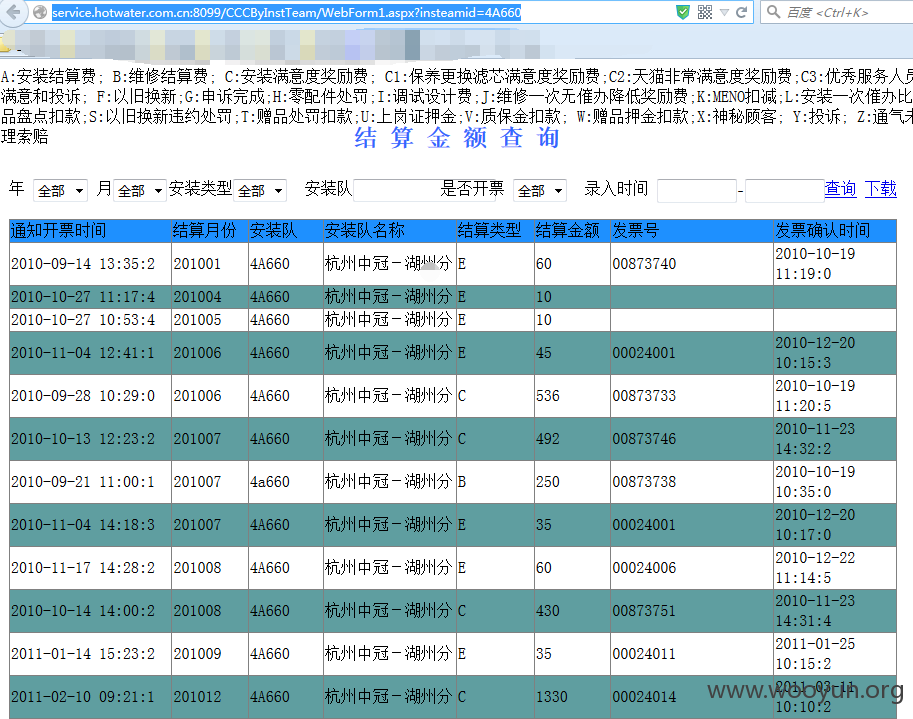 service.hotwater.com.cn:8099/CCCByInstTeam/WebForm1.aspx?insteamid=4A660 百度 <Ctrl+K>
A:安装结算费; B:维修结算费; C:安装满意度奖励费; C1:保养更换滤芯满意度奖励费;C2:天猫非常满意度奖励费;C3:优秀服务人员
满意和投诉; F:以旧换新;G:申诉完成;H:零配件处罚;I:调试设计费;J:维修一次无催办降低奖励费;K:MENO扣减;L:安装一次催办比
品盘点扣款;S:以旧换新违约处罚;T:赠品处罚扣款;U:上岗证押金;V:质保金扣款; W:赠品押金扣款;X:神秘顾客; Y:投诉; Z:通气未
理索赔
结 算 金 额 查 询
年 全部 月 全部 安装类型 全部 安装队 是否开票 全部 录入时间 - 查询 下载
通知开票时间 结算月份 安装队 安装队名称 结算类型 结算金额 发票号 发票确认时间
2010-09-14 13:35:2 201001 4A660 杭州中冠－湖州分 E 60 00873740 2010-10-19 11:19:0
2010-10-27 11:17:4 201004 4A660 杭州中冠－湖州分 E 10
2010-10-27 10:53:4 201005 4A660 杭州中冠－湖州分 E 10
2010-11-04 12:41:1 201006 4A660 杭州中冠－湖州分 E 45 00024001 2010-12-20 10:15:3
2010-09-28 10:29:0 201006 4A660 杭州中冠－湖州分 C 536 00873733 2010-10-19 11:20:5
2010-10-13 12:23:2 201007 4A660 杭州中冠－湖州分 C 492 00873746 2010-11-23 14:32:2
2010-09-21 11:00:1 201007 4a660 杭州中冠－湖州分 B 250 00873738 2010-10-19 10:35:0
2010-11-04 14:18:3 201007 4A660 杭州中冠－湖州分 E 35 00024001 2010-12-20 10:17:0
2010-11-17 14:28:2 201008 4A660 杭州中冠－湖州分 E 60 00024006 2010-12-22 11:14:5
2010-10-14 14:00:2 201008 4A660 杭州中冠－湖州分 C 430 00873751 2010-11-23 14:31:4
2011-01-14 15:23:2 201009 4A660 杭州中冠－湖州分 E 35 00024011 2011-01-25 10:15:2
2011-02-10 09:21:1 201012 4A660 杭州中冠－湖州分 C 1330 00024014 2011-03-11 10:10:2
www.wooyun.org